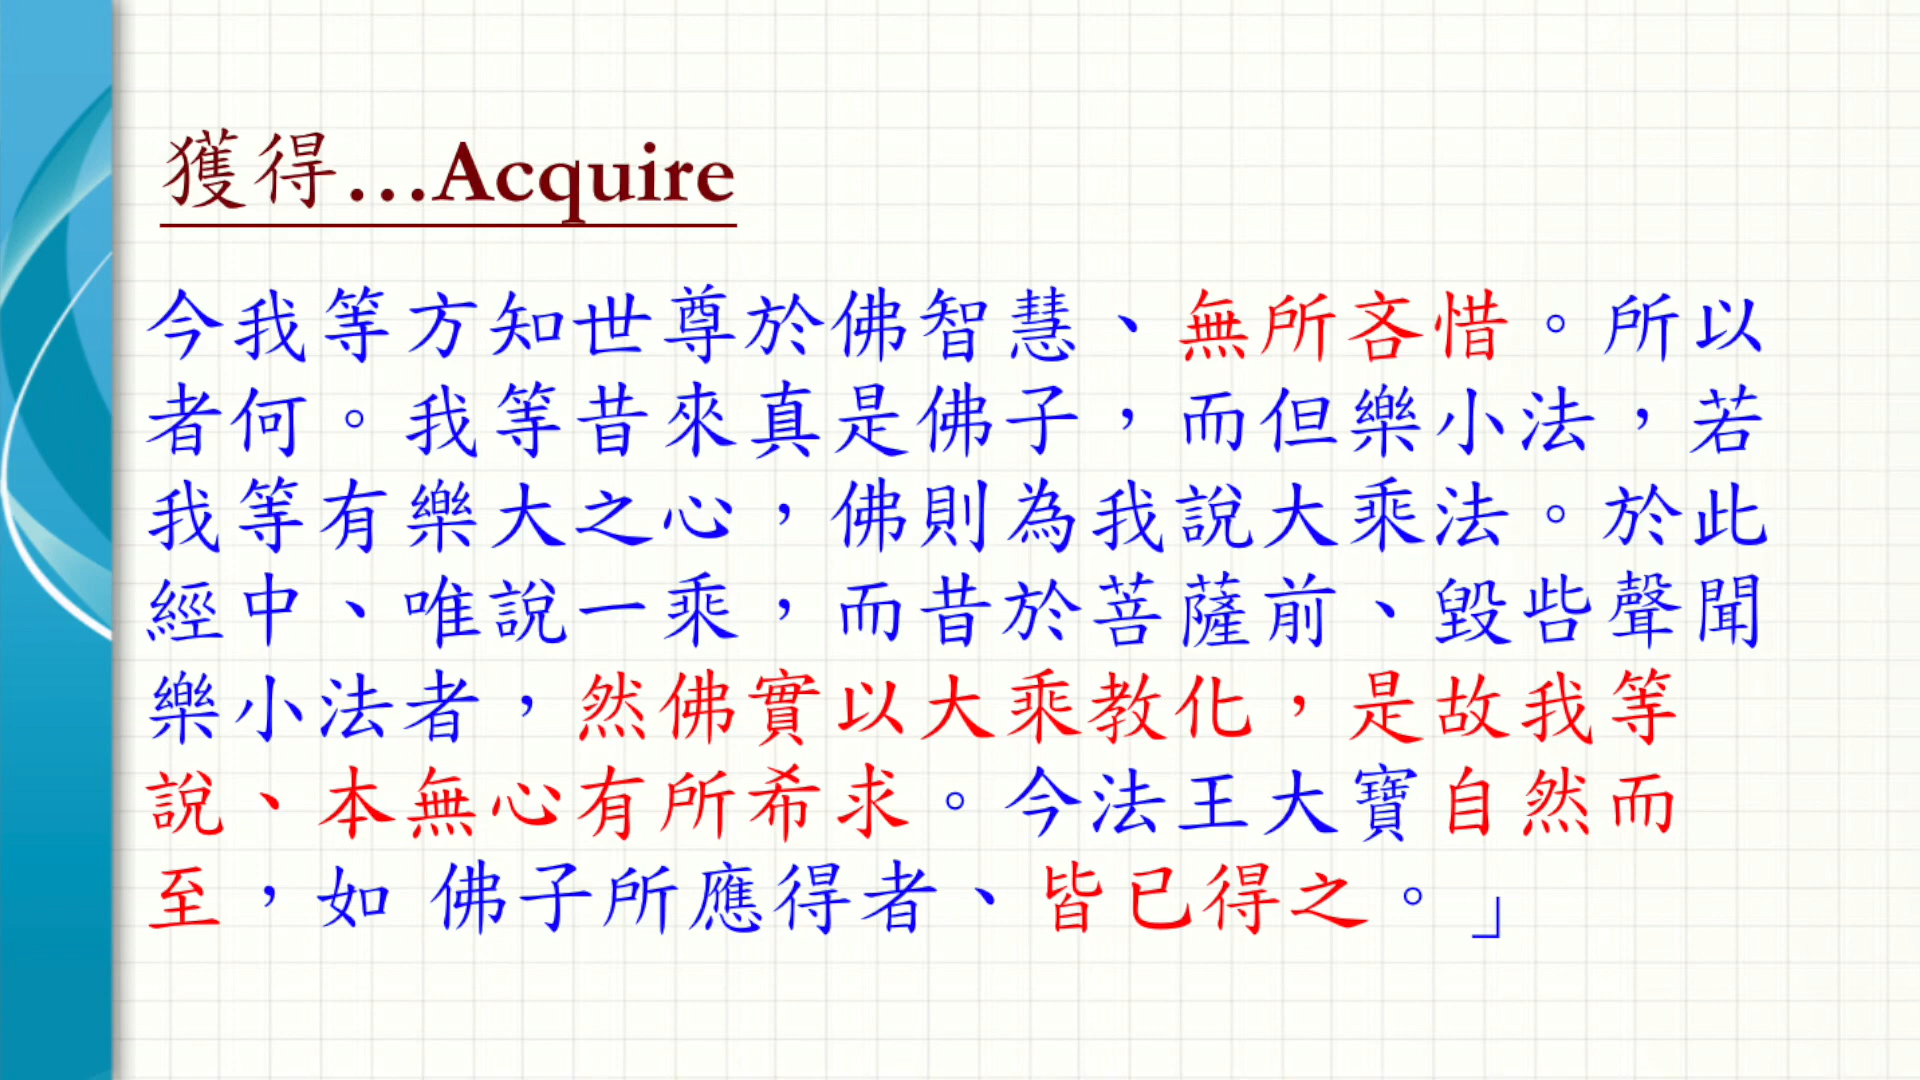 獲得…Acquire
今我等方知世尊於佛智慧、無所吝惜。所以
者何。我等昔來真是佛子，而但樂小法，若
我等有樂大之心，佛則為我說大乘法。於此
經中、唯說一乘，而昔於菩薩前、毀呰聲聞
樂小法者，然佛實以大乘教化，是故我等
說、本無心有所希求。今法王大寶自然而
至，如 佛子所應得者、皆已得之。」